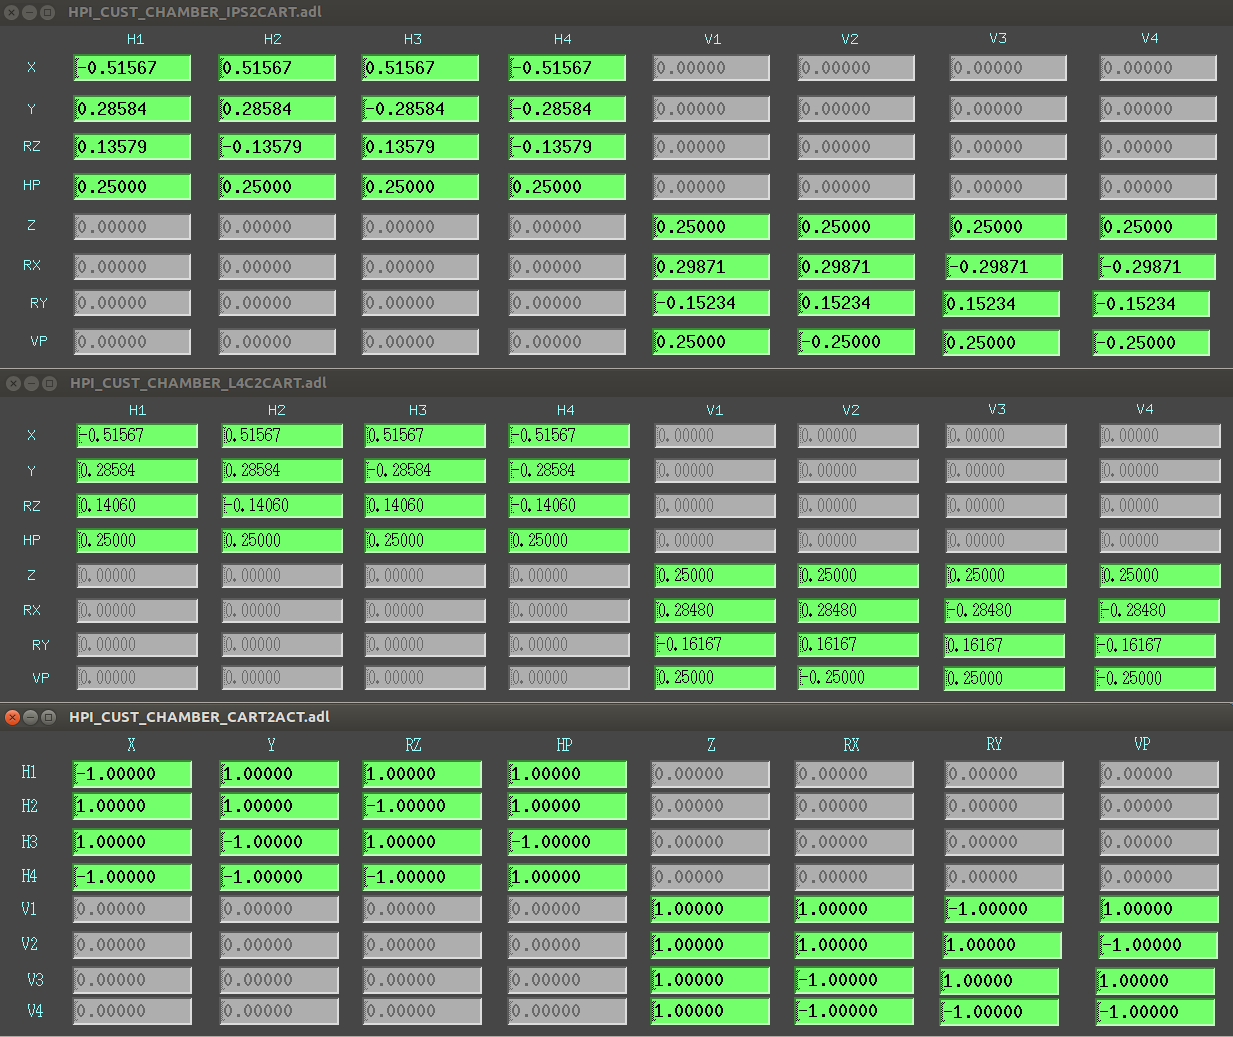 HPI_CUST_CHAMBER_IPS2CART.adl
H1 H2 H3 H4 V1 V2 V3 V4
X -0.51567 0.51567 0.51567 -0.51567 0.00000 0.00000 0.00000 0.00000
Y 0.28584 0.28584 -0.28584 -0.28584 0.00000 0.00000 0.00000 0.00000
RZ 0.13579 -0.13579 0.13579 -0.13579 0.00000 0.00000 0.00000 0.00000
HP 0.25000 0.25000 0.25000 0.25000 0.00000 0.00000 0.00000 0.00000
Z 0.00000 0.00000 0.00000 0.00000 0.25000 0.25000 0.25000 0.25000
RX 0.00000 0.00000 0.00000 0.00000 0.29871 0.29871 -0.29871 -0.29871
RY 0.00000 0.00000 0.00000 0.00000 -0.15234 0.15234 0.15234 -0.15234
VP 0.00000 0.00000 0.00000 0.00000 0.25000 -0.25000 0.25000 -0.25000
HPI_CUST_CHAMBER_L4C2CART.adl
H1 H2 H3 H4 V1 V2 V3 V4
X -0.51567 0.51567 0.51567 -0.51567 0.00000 0.00000 0.00000 0.00000
Y 0.28584 0.28584 -0.28584 -0.28584 0.00000 0.00000 0.00000 0.00000
RZ 0.14060 -0.14060 0.14060 -0.14060 0.00000 0.00000 0.00000 0.00000
HP 0.25000 0.25000 0.25000 0.25000 0.00000 0.00000 0.00000 0.00000
Z 0.00000 0.00000 0.00000 0.00000 0.25000 0.25000 0.25000 0.25000
RX 0.00000 0.00000 0.00000 0.00000 0.28480 0.28480 -0.28480 -0.28480
RY 0.00000 0.00000 0.00000 0.00000 -0.16167 0.16167 0.16167 -0.16167
VP 0.00000 0.00000 0.00000 0.00000 0.25000 -0.25000 0.25000 -0.25000
HPI_CUST_CHAMBER_CART2ACT.adl
X Y RZ HP Z RX RY VP
H1 -1.00000 1.00000 1.00000 1.00000 0.00000 0.00000 0.00000 0.00000
H2 1.00000 1.00000 -1.00000 1.00000 0.00000 0.00000 0.00000 0.00000
H3 1.00000 -1.00000 1.00000 -1.00000 0.00000 0.00000 0.00000 0.00000
H4 -1.00000 -1.00000 -1.00000 1.00000 0.00000 0.00000 0.00000 0.00000
V1 0.00000 0.00000 0.00000 0.00000 1.00000 1.00000 -1.00000 1.00000
V2 0.00000 0.00000 0.00000 0.00000 1.00000 1.00000 1.00000 -1.00000
V3 0.00000 0.00000 0.00000 0.00000 1.00000 -1.00000 1.00000 1.00000
V4 0.00000 0.00000 0.00000 0.00000 1.00000 -1.00000 -1.00000 -1.00000